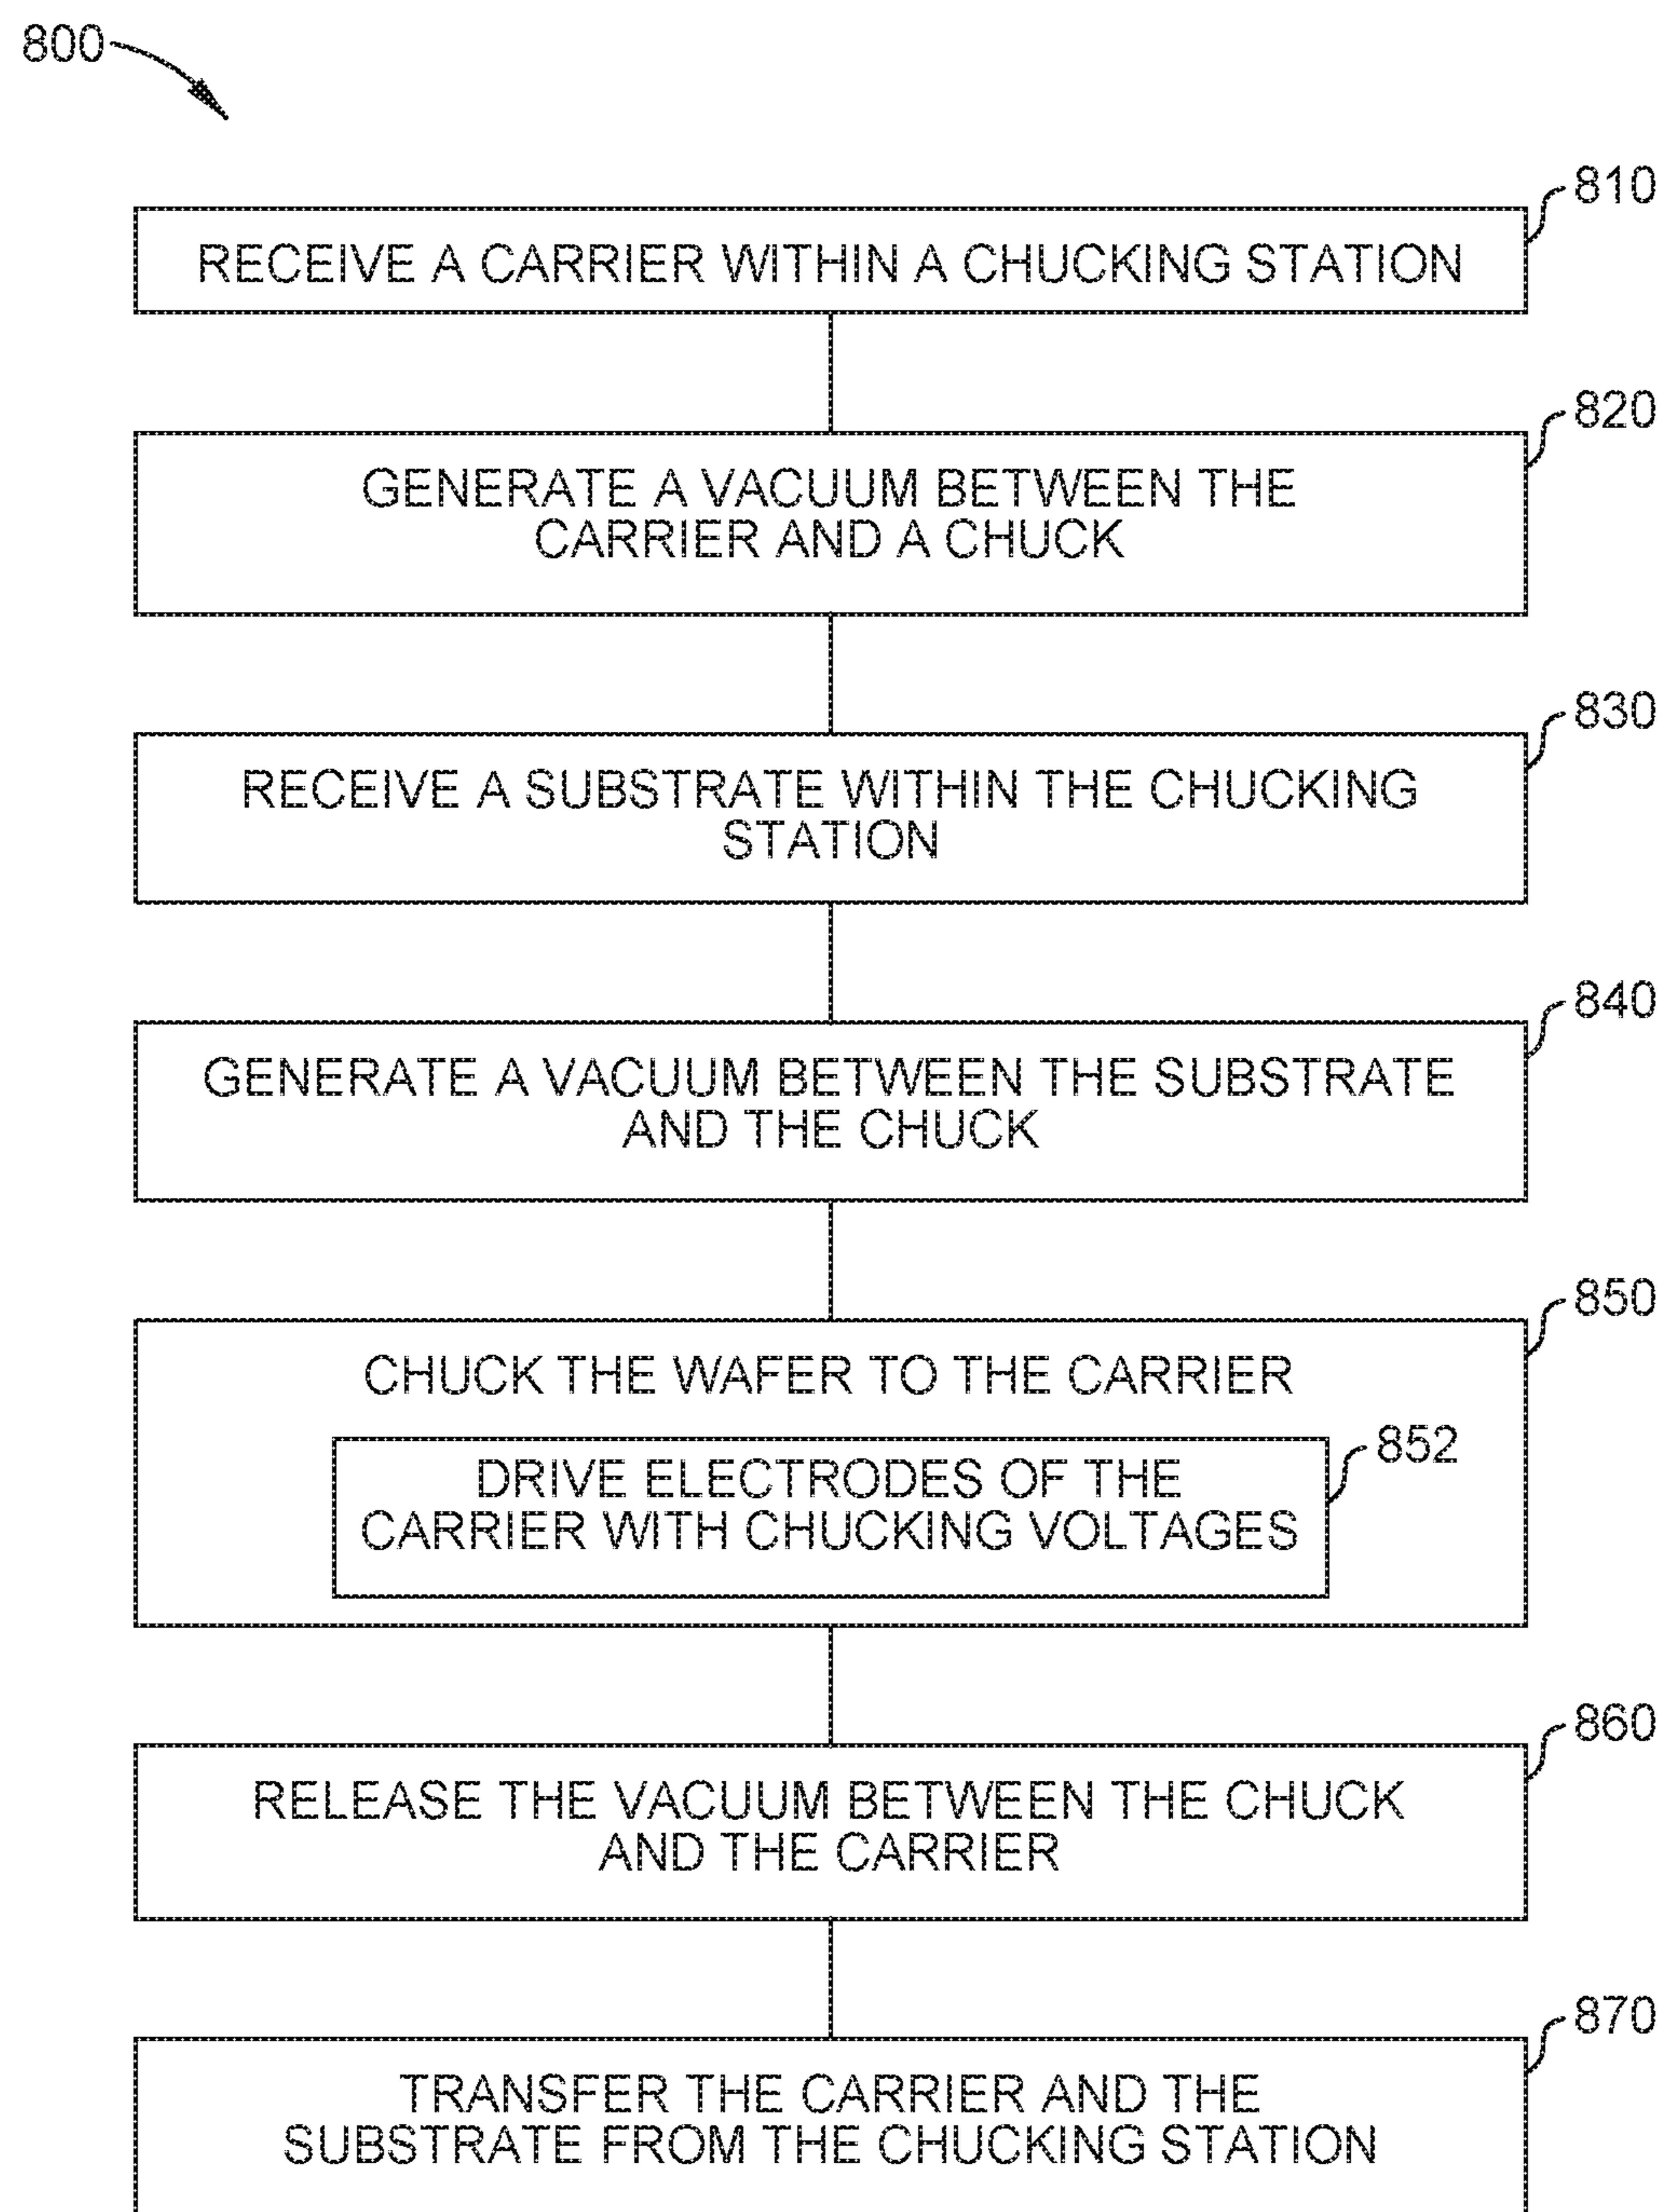 800
810
RECEIVE A CARRIER WITHIN A CHUCKING STATION
820
GENERATE A VACUUM BETWEEN THE
CARRIER AND A CHUCK
830
RECEIVE A SUBSTRATE WITHIN THE CHUCKING
STATION
840
GENERATE A VACUUM BETWEEN THE SUBSTRATE
AND THE CHUCK
850
CHUCK THE WAFER TO THE CARRIER
852
DRIVE ELECTRODES OF THE
CARRIER WITH CHUCKING VOLTAGES
860
RELEASE THE VACUUM BETWEEN THE CHUCK
AND THE CARRIER
870
TRANSFER THE CARRIER AND THE
SUBSTRATE FROM THE CHUCKING STATION